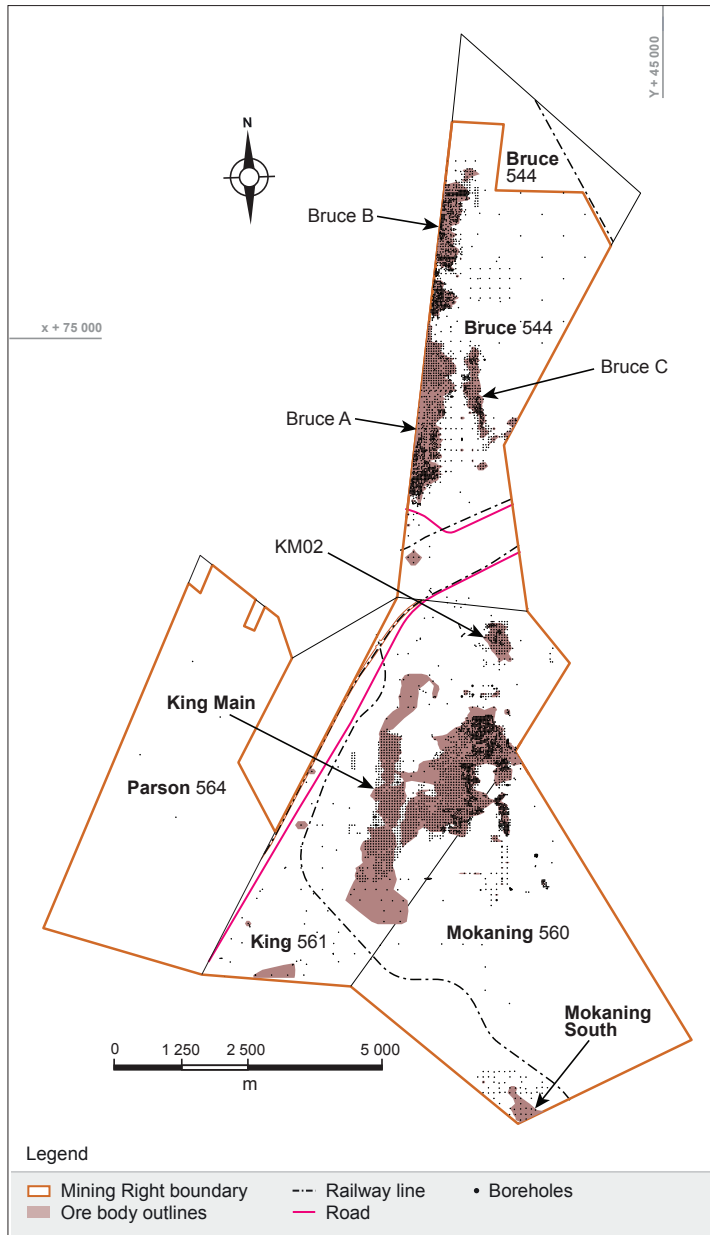 Y + 45 000
N
Bruce
544
Bruce B
x + 75 000
Bruce 544
Bruce C
Bruce A
KM02
King Main
Parson 564
King 561
Mokaning 560
Mokaning
South
0 1 250 2 500 5 000
m
Legend
Mining Right boundary
Railway line
Boreholes
Ore body outlines
Road